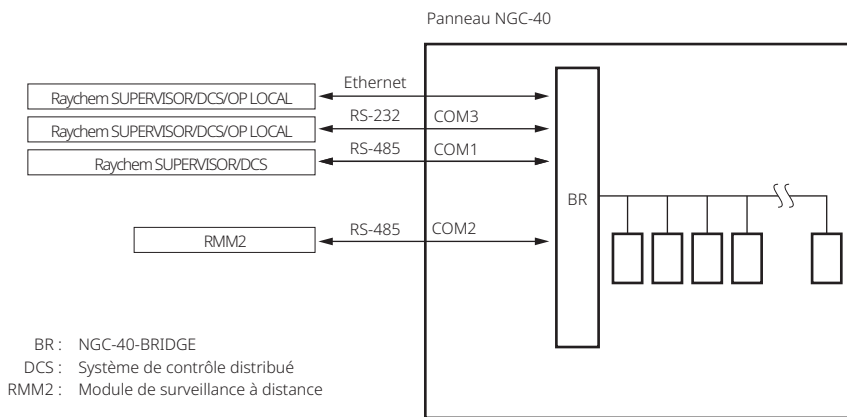 Panneau NGC-40
Ethernet
Raychem SUPERVISOR/DCS/OP LOCAL
RS-232 COM3
Raychem SUPERVISOR/DCS/OP LOCAL
RS-485 COM1
Raychem SUPERVISOR/DCS
BR
RS-485 COM2
RMM2
BR : NGC-40-BRIDGE
DCS : Système de contrôle distribué
RMM2 : Module de surveillance à distance